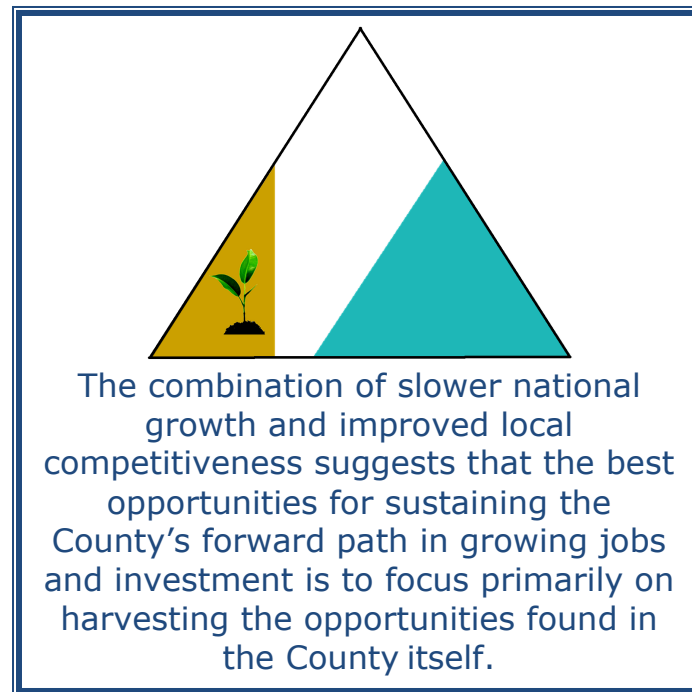 The combination of slower national
growth and improved local
competitiveness suggests that the best
opportunities for sustaining the
County’s forward path in growing jobs
and investment is to focus primarily on
harvesting the opportunities found in
the County itself.